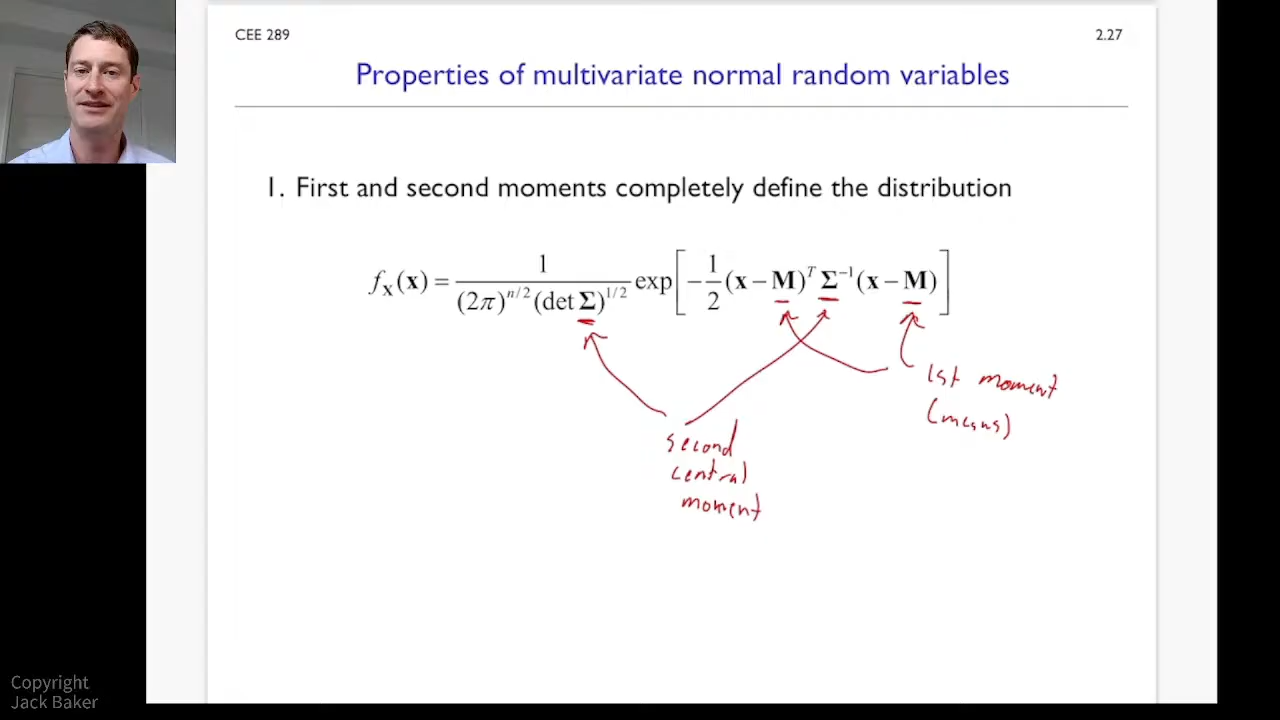 CEE 289
2.27
Properties of multivariate normal random variables
1. First and second moments completely define the distribution
f_X(x) = 1 / ((2π)^{n/2} (det Σ)^{1/2}) exp[ -1/2 (x − M)^T Σ^{−1} (x − M) ]
1st moment
(means)
second
central
moment
Copyright
Jack Baker